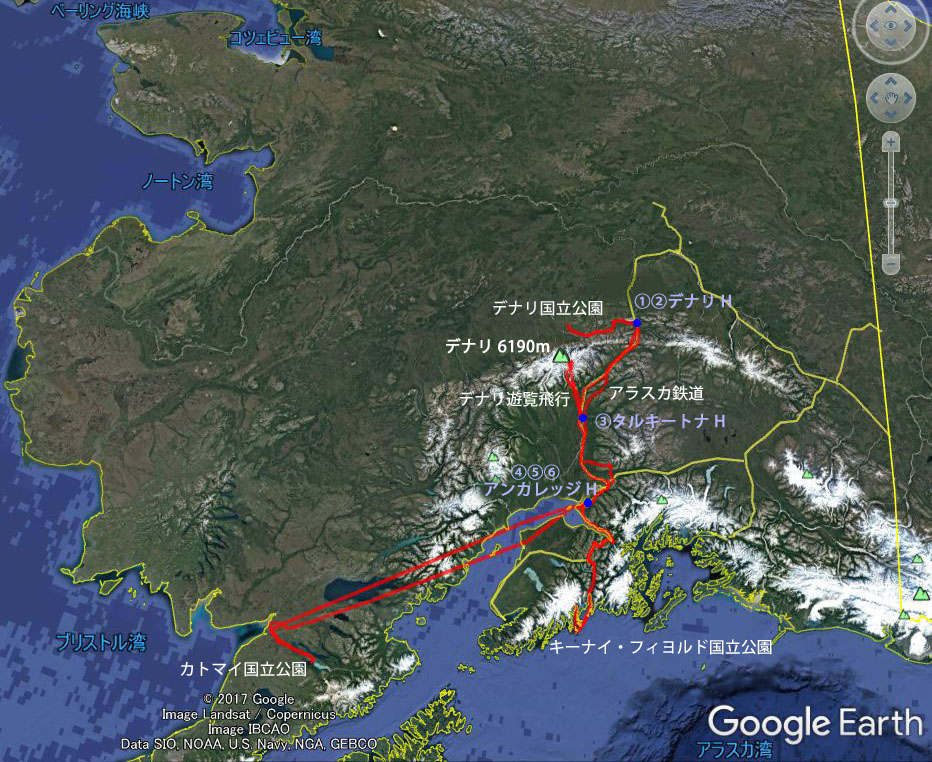 ベーリング海峡
コツェビュー湾
ノートン湾
デナリ国立公園
①②デナリ H
デナリ 6190m
デナリ遊覧飛行
アラスカ鉄道
③タルキートナ H
④⑤⑥
アンカレッジ H
ブリストル湾
キーナイ・フィヨルド国立公園
カトマイ国立公園
© 2017 Google
Image Landsat / Copernicus
Image IBCAO
Data SIO, NOAA, U.S. Navy, NGA, GEBCO
Google Earth
アラスカ湾